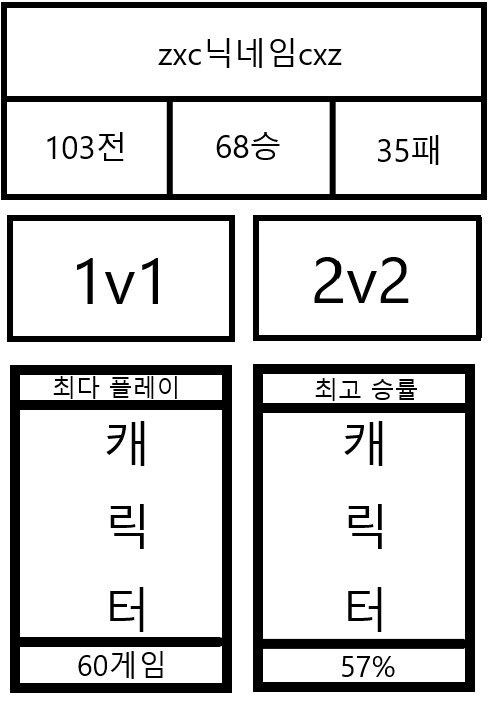 zxc닉네임cxz
103전 68승 35패
1v1 2v2
최다 플레이
캐
릭
터
60게임
최고 승률
캐
릭
터
57%